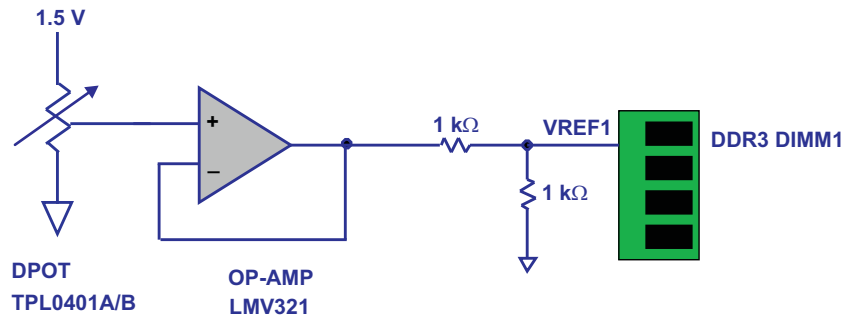 1.5 V
+
–
1 kΩ
VREF1
DDR3 DIMM1
1 kΩ
DPOT
TPL0401A/B
OP-AMP
LMV321